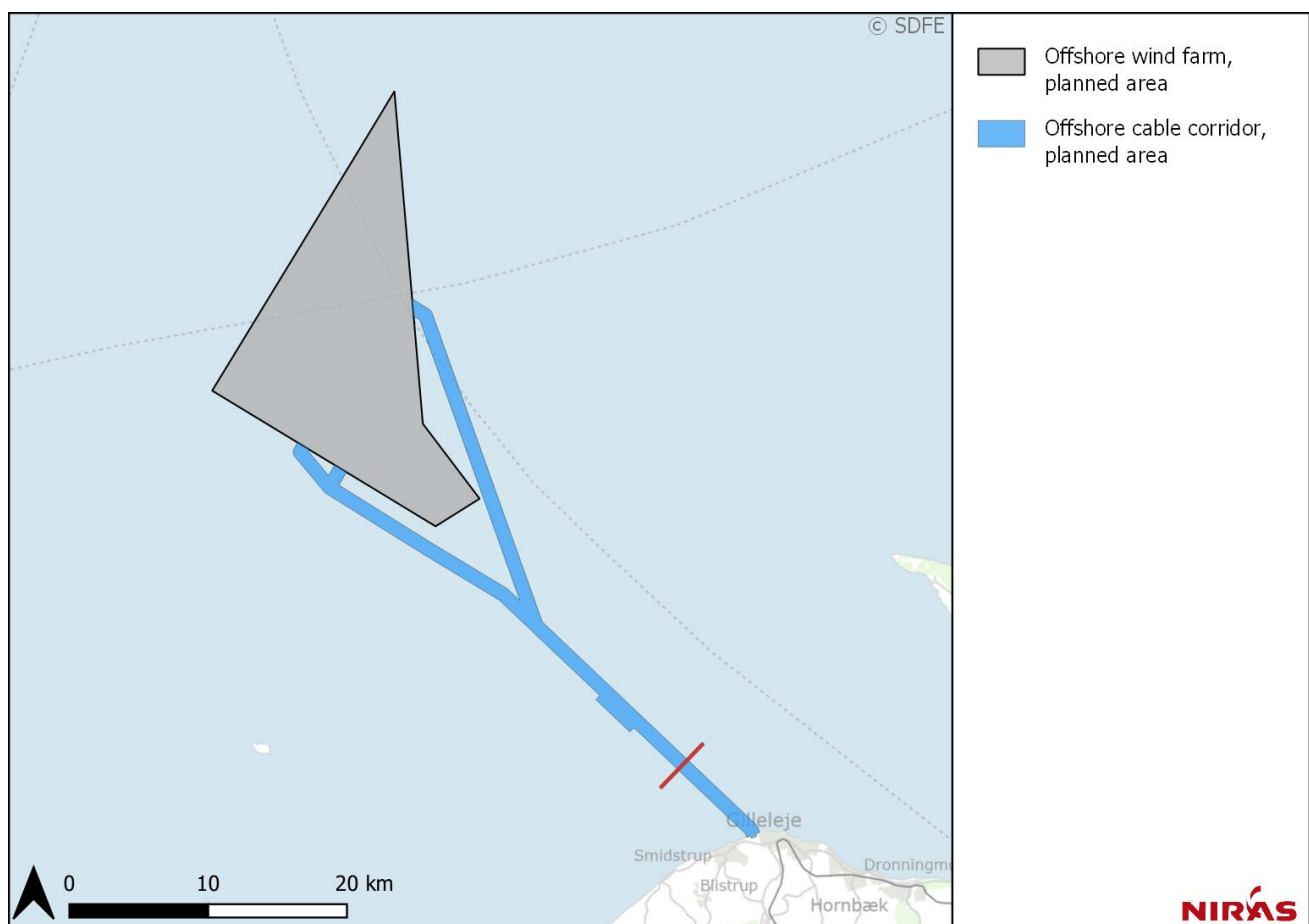 © SDFE
Offshore wind farm,
planned area
Offshore cable corridor,
planned area
Gilleleje
Smidstrup
Dronningm
Blistrup
Hornbæk
0 10 20 km
NIRAS